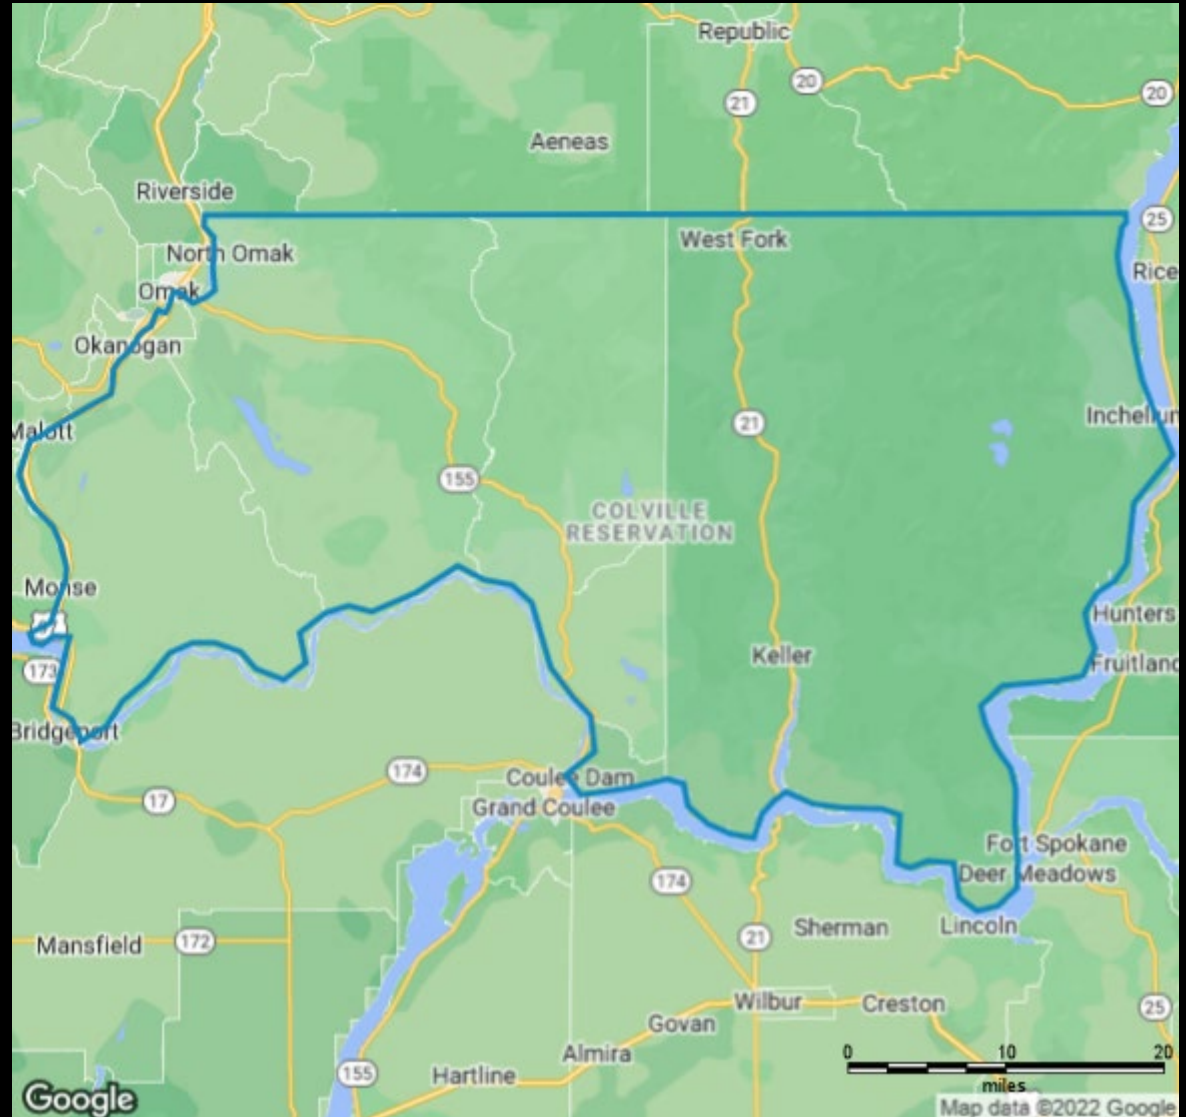 Republic
20
20
21
Aeneas
Riverside
25
West Fork
North Omak
Rice
Omak
Okanogan
Inchelium
21
Malott
155
COLVILLE
RESERVATION
Monse
Hunters
Keller
Fruitland
173
Bridgeport
174
Coulee Dam
17
Grand Coulee
Fort Spokane
Deer Meadows
174
Sherman
Lincoln
21
Mansfield
172
Wilbur
Creston
25
Govan
Almira
155
Hartline
0 10 20
miles
Google
Map data ©2022 Google